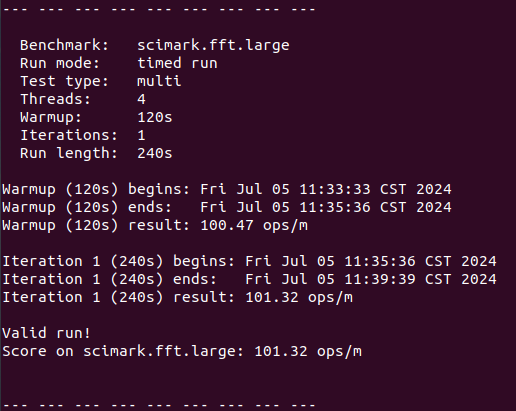 --- --- --- --- --- --- --- --- ---
Benchmark: scimark.fft.large
Run mode: timed run
Test type: multi
Threads: 4
Warmup: 120s
Iterations: 1
Run length: 240s
Warmup (120s) begins: Fri Jul 05 11:33:33 CST 2024
Warmup (120s) ends: Fri Jul 05 11:35:36 CST 2024
Warmup (120s) result: 100.47 ops/m
Iteration 1 (240s) begins: Fri Jul 05 11:35:36 CST 2024
Iteration 1 (240s) ends: Fri Jul 05 11:39:39 CST 2024
Iteration 1 (240s) result: 101.32 ops/m
Valid run!
Score on scimark.fft.large: 101.32 ops/m
--- --- --- --- --- --- --- --- ---